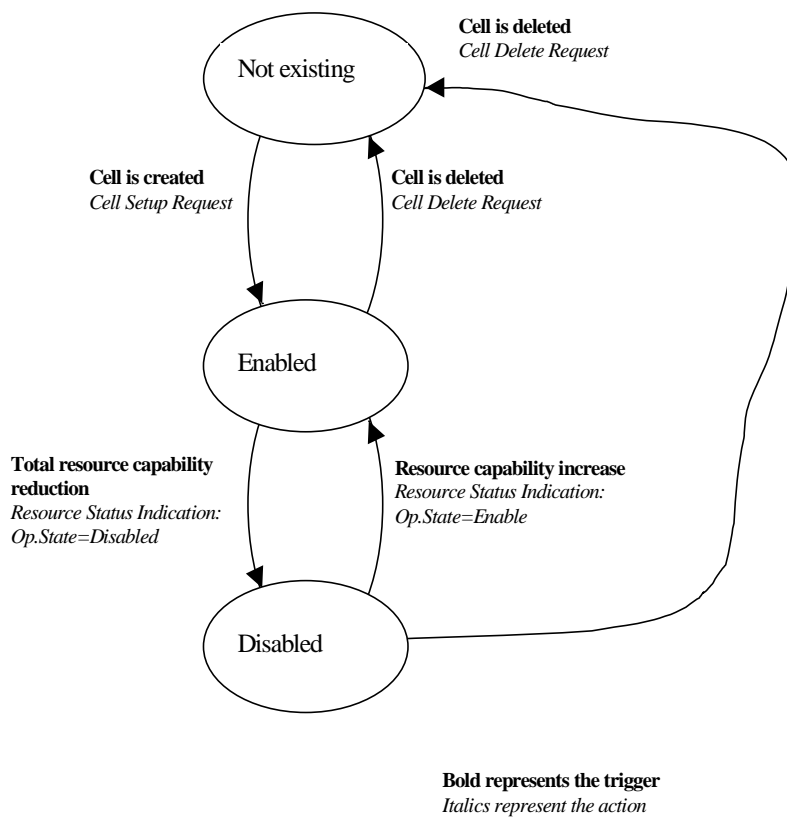 Cell is deleted
Cell Delete Request
Not existing
Cell is created
Cell Setup Request
Cell is deleted
Cell Delete Request
Enabled
Total resource capability
reduction
Resource Status Indication:
Op.State=Disabled
Resource capability increase
Resource Status Indication:
Op.State=Enable
Disabled
Bold represents the trigger
Italics represent the action